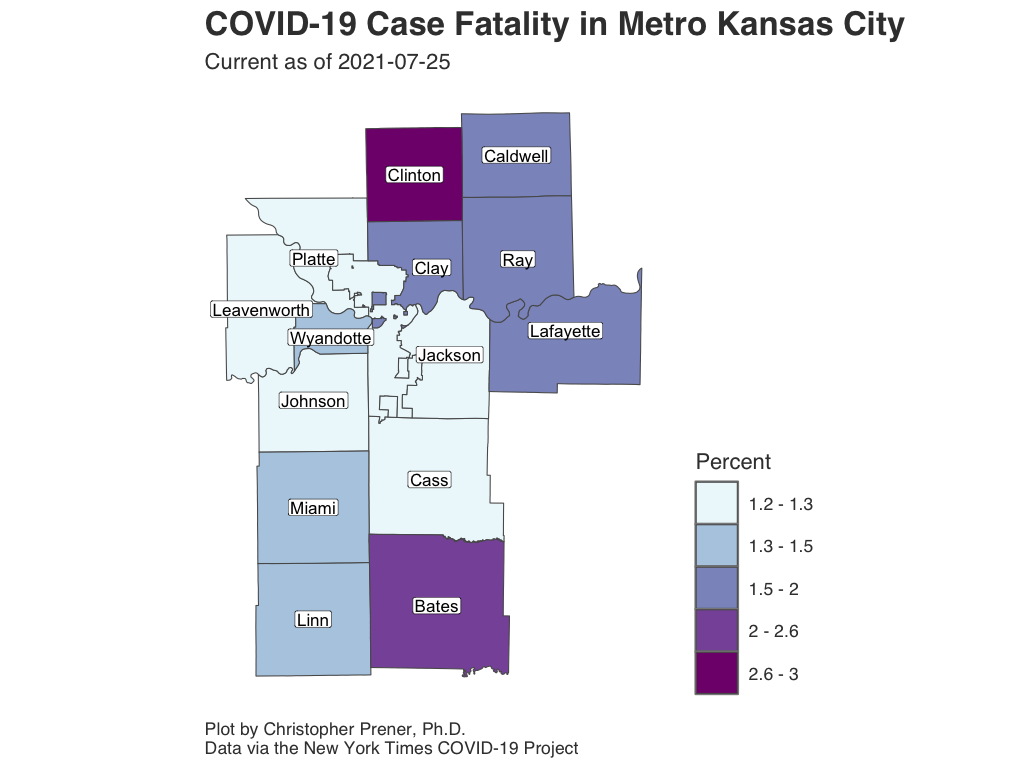 COVID-19 Case Fatality in Metro Kansas City
Current as of 2021-07-25
Caldwell
Clinton
Platte
Clay
Ray
Leavenworth
Wyandotte
Lafayette
Jackson
Johnson
Cass
Miami
Bates
Linn
Percent
1.2 - 1.3
1.3 - 1.5
1.5 - 2
2 - 2.6
2.6 - 3
Plot by Christopher Prener, Ph.D.
Data via the New York Times COVID-19 Project